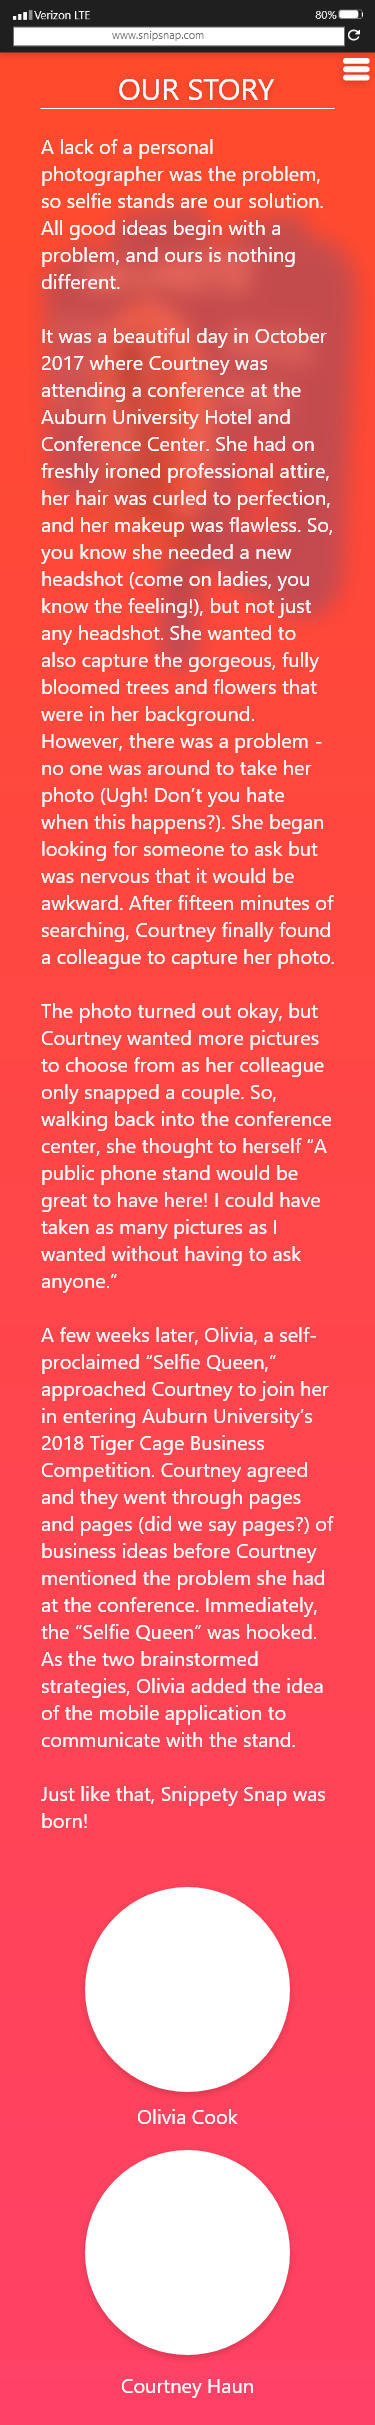 Verizon LTE 80%
www.snipsnap.com
OUR STORY
A lack of a personal
photographer was the problem,
so selfie stands are our solution.
All good ideas begin with a
problem, and ours is nothing
different.
It was a beautiful day in October
2017 where Courtney was
attending a conference at the
Auburn University Hotel and
Conference Center. She had on
freshly ironed professional attire,
her hair was curled to perfection,
and her makeup was flawless. So,
you know she needed a new
headshot (come on ladies, you
know the feeling!), but not just
any headshot. She wanted to
also capture the gorgeous, fully
bloomed trees and flowers that
were in her background.
However, there was a problem -
no one was around to take her
photo (Ugh! Don’t you hate
when this happens?). She began
looking for someone to ask but
was nervous that it would be
awkward. After fifteen minutes of
searching, Courtney finally found
a colleague to capture her photo.
The photo turned out okay, but
Courtney wanted more pictures
to choose from as her colleague
only snapped a couple. So,
walking back into the conference
center, she thought to herself “A
public phone stand would be
great to have here! I could have
taken as many pictures as I
wanted without having to ask
anyone.”
A few weeks later, Olivia, a self-
proclaimed “Selfie Queen,”
approached Courtney to join her
in entering Auburn University’s
2018 Tiger Cage Business
Competition. Courtney agreed
and they went through pages
and pages (did we say pages?) of
business ideas before Courtney
mentioned the problem she had
at the conference. Immediately,
the “Selfie Queen” was hooked.
As the two brainstormed
strategies, Olivia added the idea
of the mobile application to
communicate with the stand.
Just like that, Snippety Snap was
born!
Olivia Cook
Courtney Haun